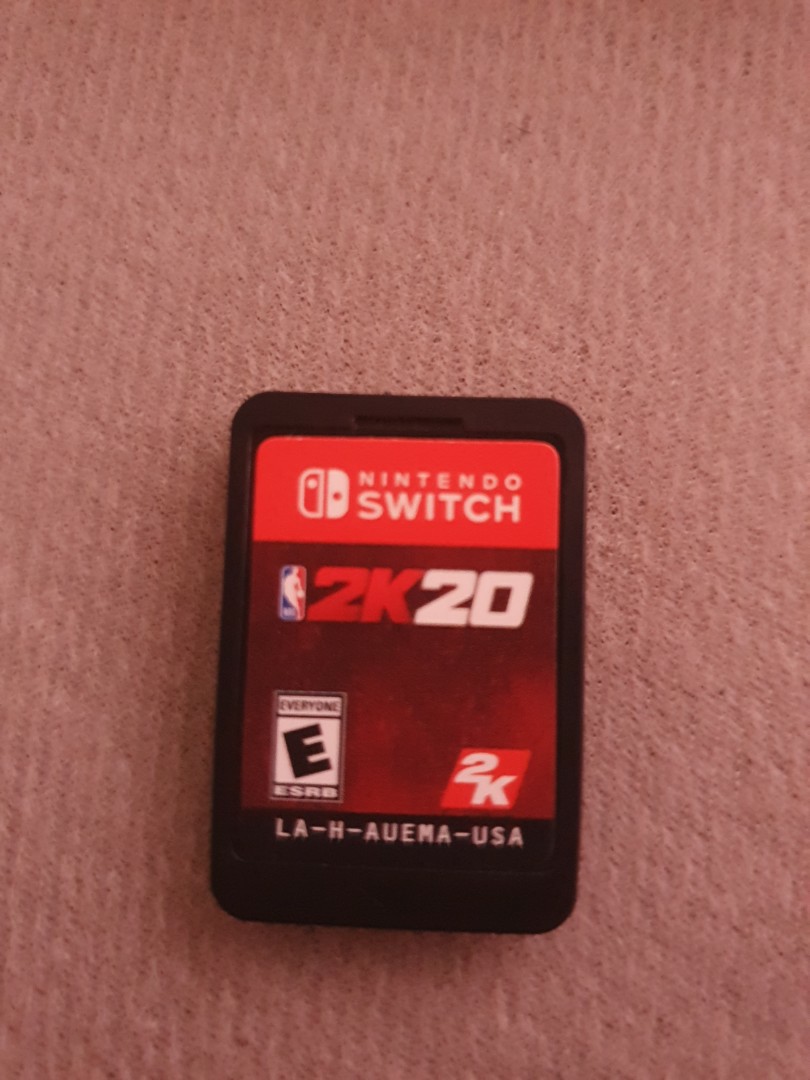 NINTENDO
SWITCH
2K20
EVERYONE
E
ESRB
2K
LA-H-AUEMA-USA